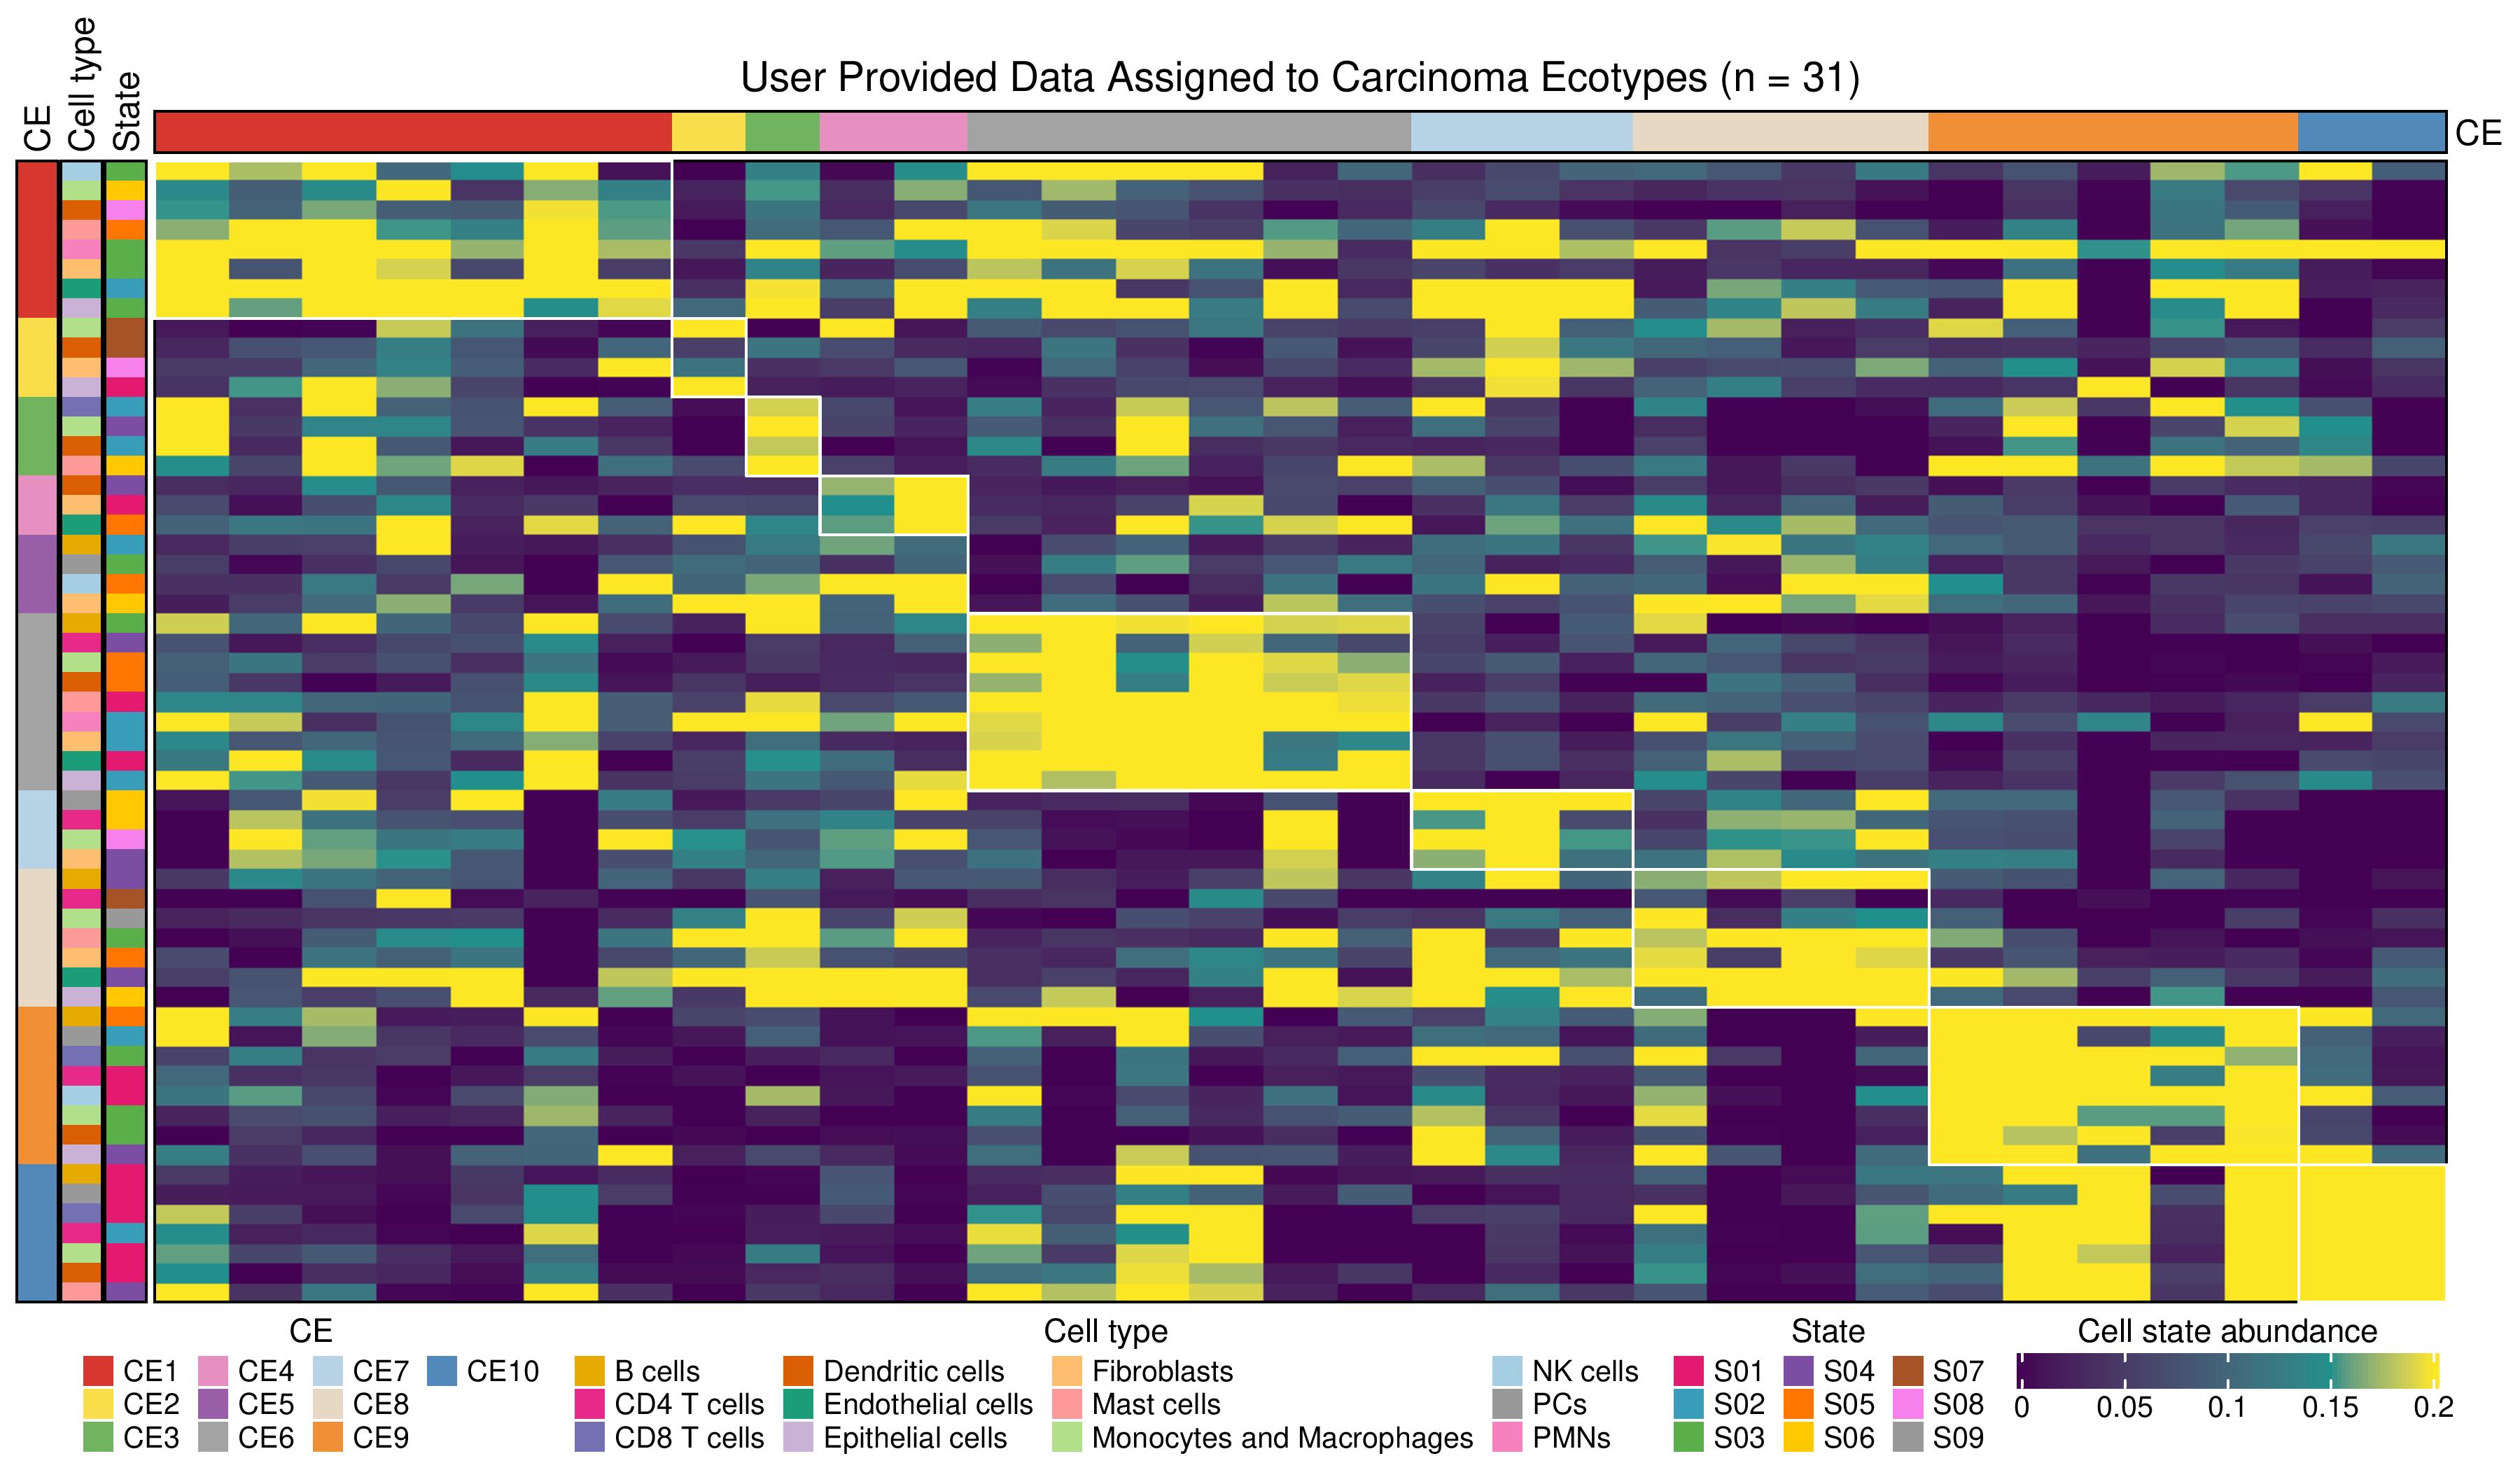 User Provided Data Assigned to Carcinoma Ecotypes (n = 31)
CE
Cell type
State
CE
CE
CE1
CE2
CE3
CE4
CE5
CE6
CE7
CE8
CE9
CE10
Cell type
B cells
CD4 T cells
CD8 T cells
Dendritic cells
Endothelial cells
Epithelial cells
Fibroblasts
Mast cells
Monocytes and Macrophages
NK cells
PCs
PMNs
State
S01
S02
S03
S04
S05
S06
S07
S08
S09
Cell state abundance
0 0.05 0.1 0.15 0.2